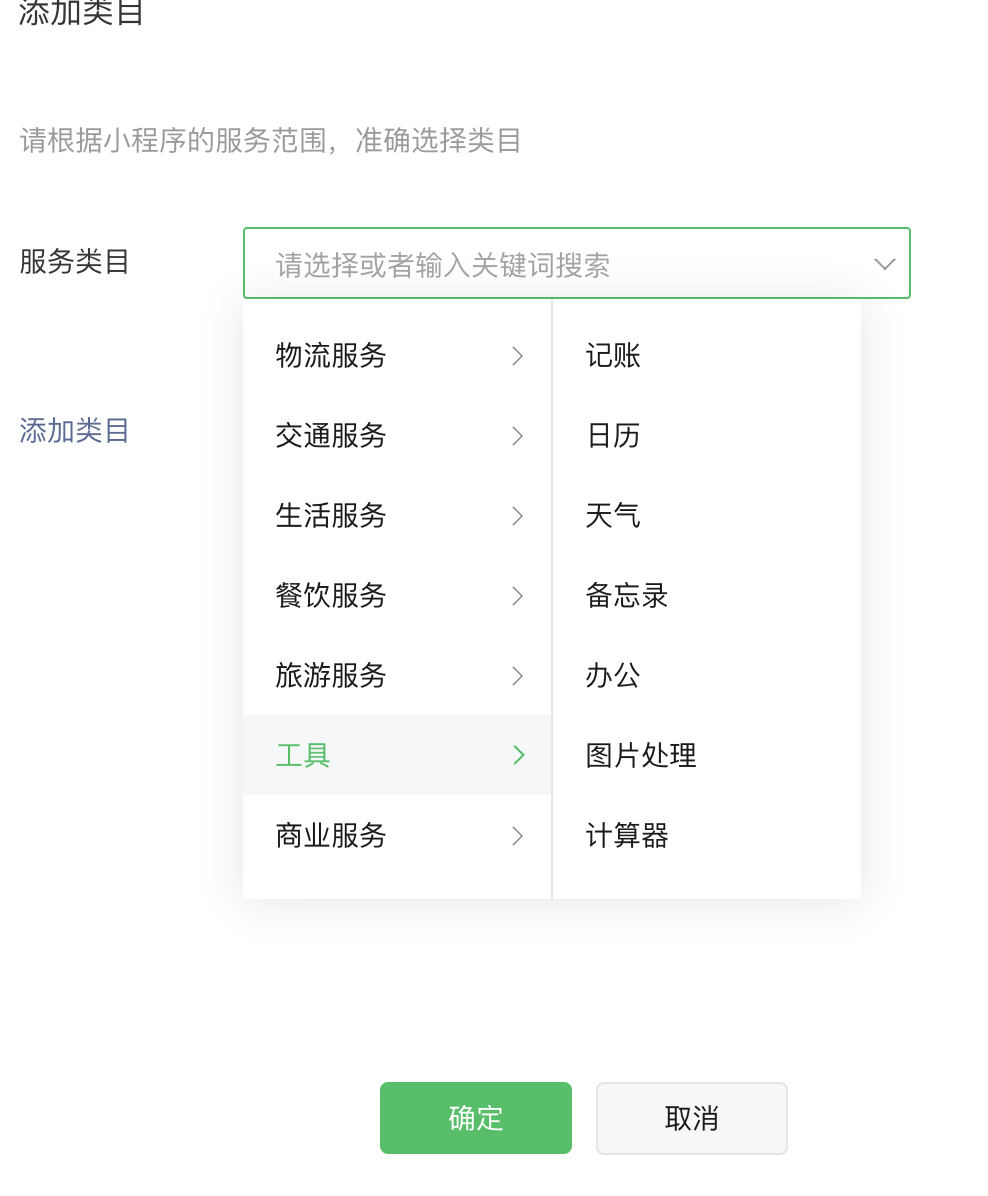 添加类目
请根据小程序的服务范围，准确选择类目
服务类目
请选择或者输入关键词搜索
物流服务
记账
交通服务
日历
添加类目
生活服务
天气
餐饮服务
备忘录
旅游服务
办公
工具
图片处理
商业服务
计算器
确定
取消